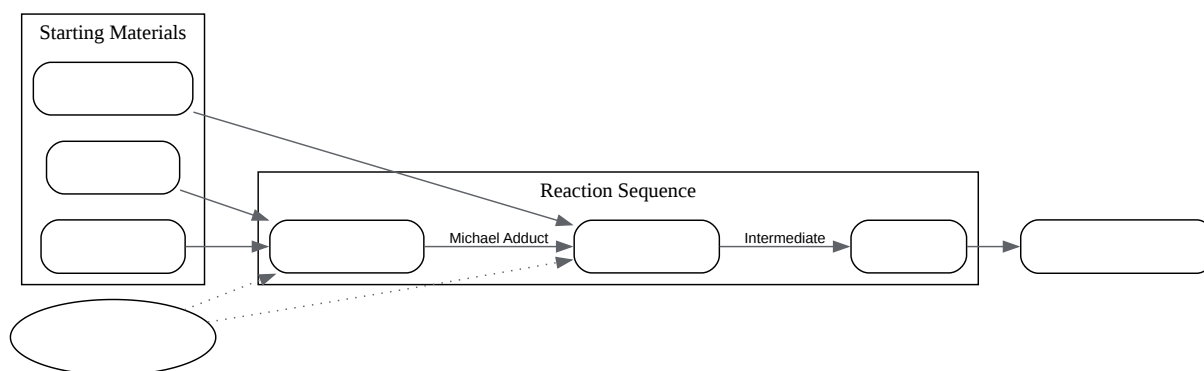 Starting Materials
Reaction Sequence
Michael Adduct
Intermediate